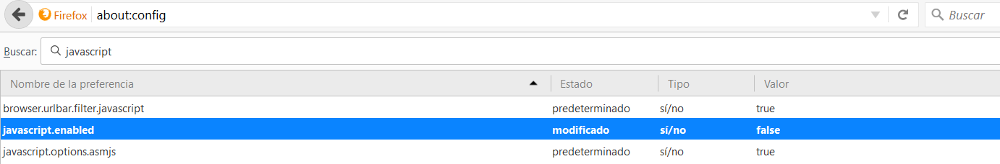 Firefox about:config Buscar
Buscar: javascript
Nombre de la preferencia Estado Tipo Valor
browser.urlbar.filter.javascript predeterminado sí/no true
javascript.enabled modificado sí/no false
javascript.options.asmjs predeterminado sí/no true